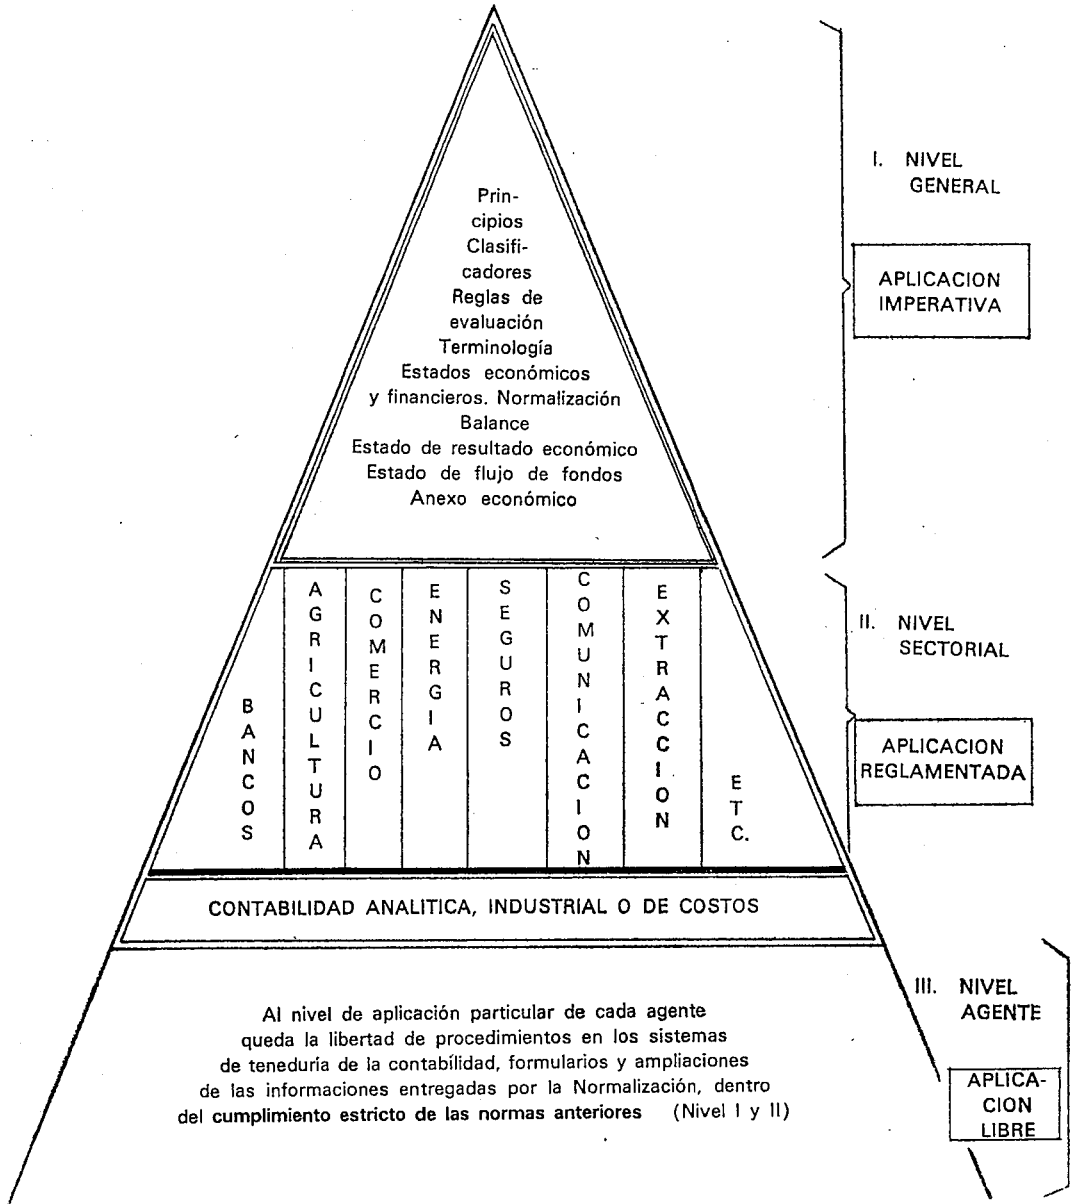 Prin-
cipios
Clasifi-
cadores
Reglas de
evaluación
Terminología
Estados económicos
y financieros. Normalización
Balance
Estado de resultado económico
Estado de flujo de fondos
Anexo económico
I. NIVEL
GENERAL
APLICACION
IMPERATIVA
BANCOS
AGRICULTURA
COMERCIO
ENERGIA
SEGUROS
COMUNICACION
EXTRACCION
ETC.
II. NIVEL
SECTORIAL
APLICACION
REGLAMENTADA
CONTABILIDAD ANALITICA, INDUSTRIAL O DE COSTOS
Al nivel de aplicación particular de cada agente
queda la libertad de procedimientos en los sistemas
de teneduría de la contabílidad, formularios y ampliaciones
de las informaciones entregadas por la Normalización, dentro
del cumplimiento estricto de las normas anteriores (Nivel I y II)
III. NIVEL
AGENTE
APLICA-
CION
LIBRE